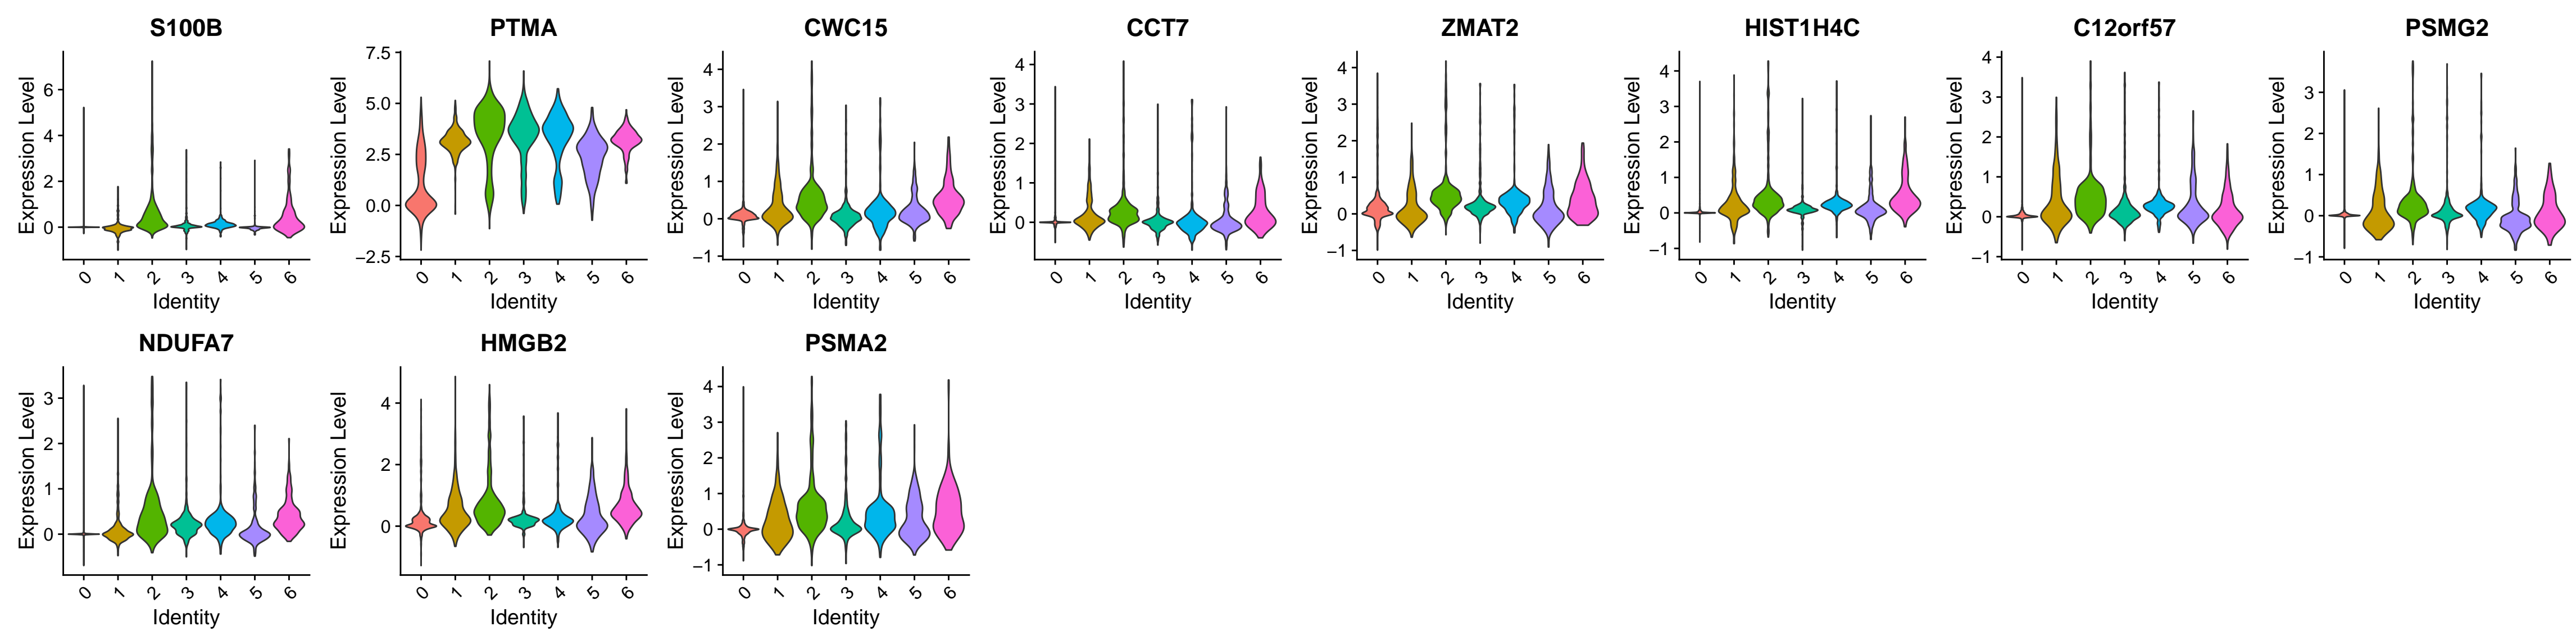 S100B
PTMA
CWC15
CCT7
ZMAT2
HIST1H4C
C12orf57
PSMG2
Expression Level
6
4
2
0
0 1 2 3 4 5 6
Identity
Expression Level
7.5
5.0
2.5
0.0
−2.5
0 1 2 3 4 5 6
Identity
Expression Level
4
3
2
1
0
−1
0 1 2 3 4 5 6
Identity
Expression Level
4
3
2
1
0
0 1 2 3 4 5 6
Identity
Expression Level
4
3
2
1
0
−1
0 1 2 3 4 5 6
Identity
Expression Level
4
3
2
1
0
−1
0 1 2 3 4 5 6
Identity
Expression Level
4
3
2
1
0
−1
0 1 2 3 4 5 6
Identity
Expression Level
3
2
1
0
−1
0 1 2 3 4 5 6
Identity
NDUFA7
HMGB2
PSMA2
Expression Level
3
2
1
0
0 1 2 3 4 5 6
Identity
Expression Level
4
2
0
0 1 2 3 4 5 6
Identity
Expression Level
4
3
2
1
0
−1
0 1 2 3 4 5 6
Identity